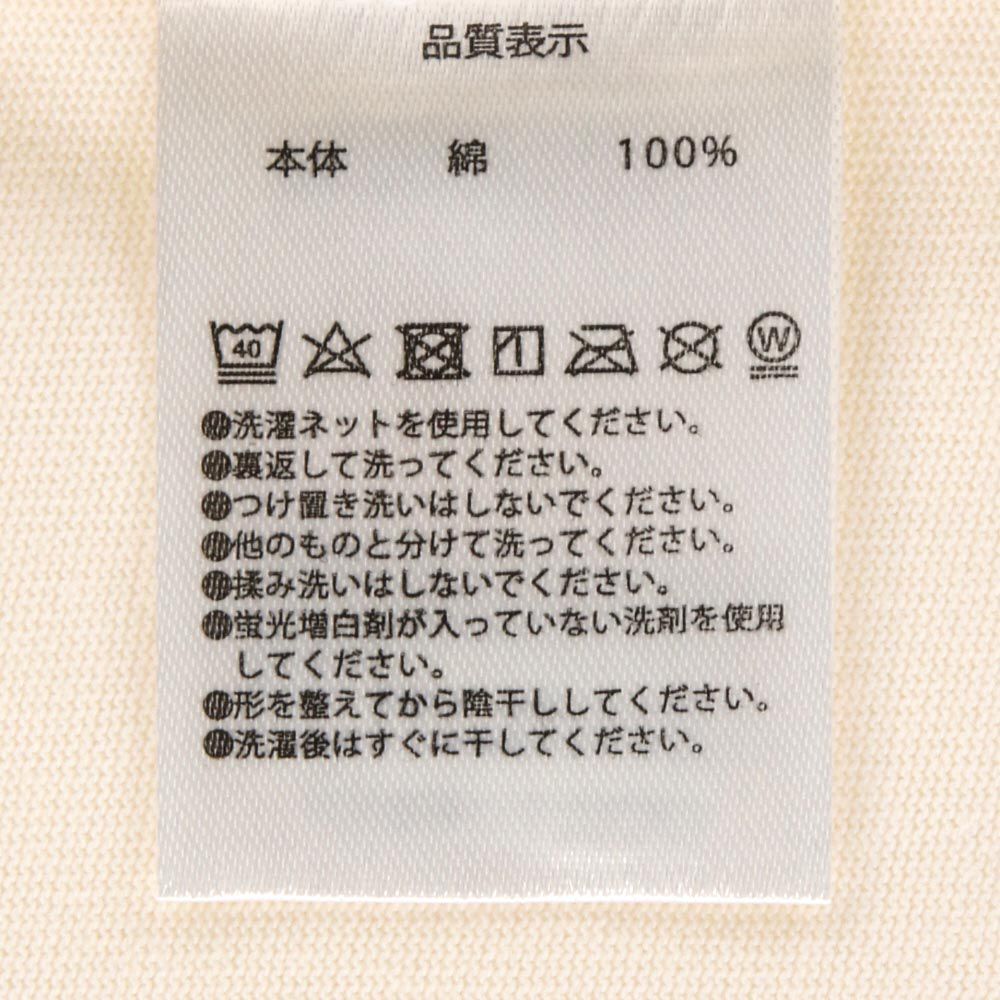 品質表示
本体 綿 100%
40 W
●洗濯ネットを使用してください。
●裏返して洗ってください。
●つけ置き洗いはしないでください。
●他のものと分けて洗ってください。
●揉み洗いはしないでください。
●蛍光増白剤が入っていない洗剤を使用
してください。
●形を整えてから陰干ししてください。
●洗濯後はすぐに干してください。